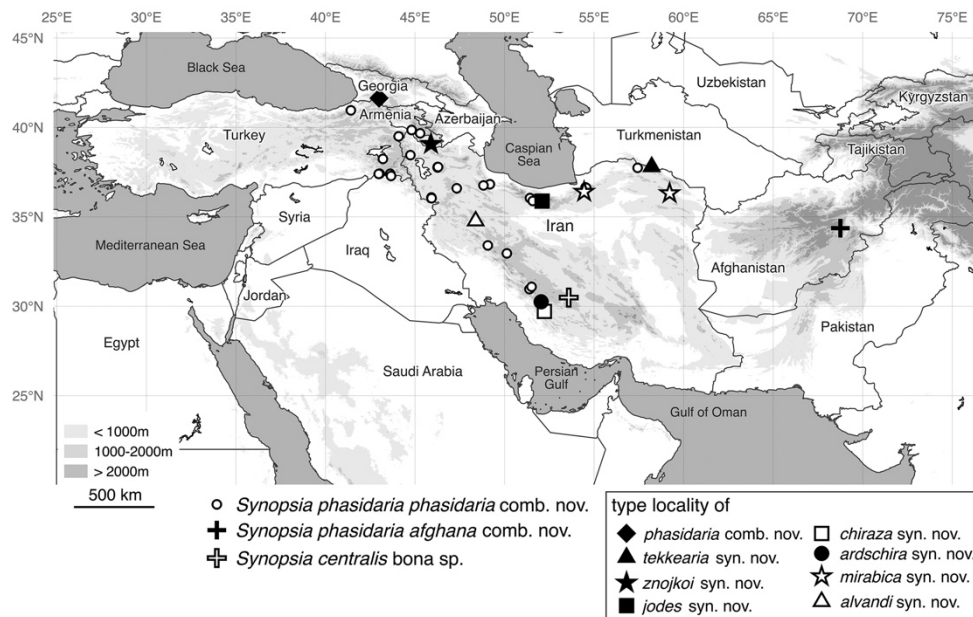 25°E 30°E 35°E 40°E 45°E 50°E 55°E 60°E 65°E 70°E 75°E
45°N
Black Sea
Georgia
Uzbekistan
Kyrgyzstan
40°N
Armenia
Azerbaijan
Turkey
Caspian
Sea
Turkmenistan
Tajikistan
35°N
Syria
Iran
Mediterranean Sea
Iraq
Afghanistan
Jordan
30°N
Pakistan
Egypt
Saudi Arabia
Persian
Gulf
25°N
Gulf of Oman
< 1000m
1000-2000m
> 2000m
500 km
Synopsia phasidaria phasidaria comb. nov.
Synopsia phasidaria afghana comb. nov.
Synopsia centralis bona sp.
type locality of
phasidaria comb. nov.
tekkearia syn. nov.
znojkoi syn. nov.
jodes syn. nov.
chiraza syn. nov.
ardschira syn. nov.
mirabica syn. nov.
alvandi syn. nov.